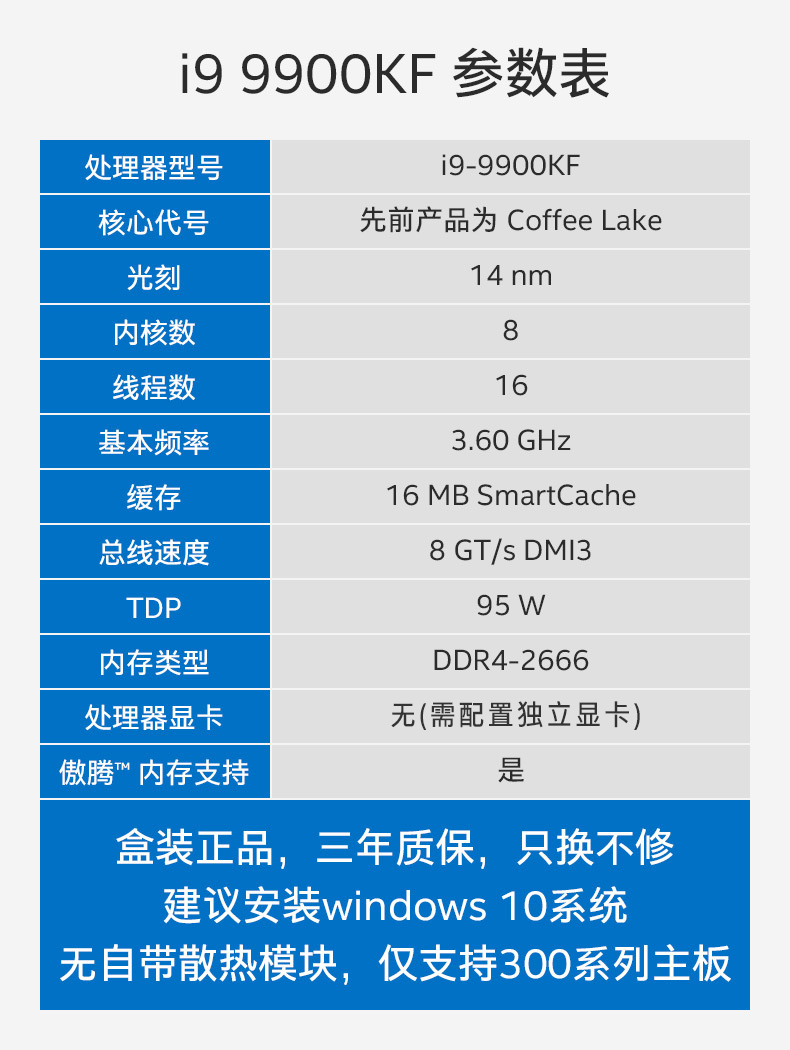 i9 9900KF 参数表
处理器型号 i9-9900KF
核心代号 先前产品为 Coffee Lake
光刻 14 nm
内核数 8
线程数 16
基本频率 3.60 GHz
缓存 16 MB SmartCache
总线速度 8 GT/s DMI3
TDP 95 W
内存类型 DDR4-2666
处理器显卡 无(需配置独立显卡)
傲腾™ 内存支持 是
盒装正品，三年质保，只换不修
建议安装windows 10系统
无自带散热模块，仅支持300系列主板